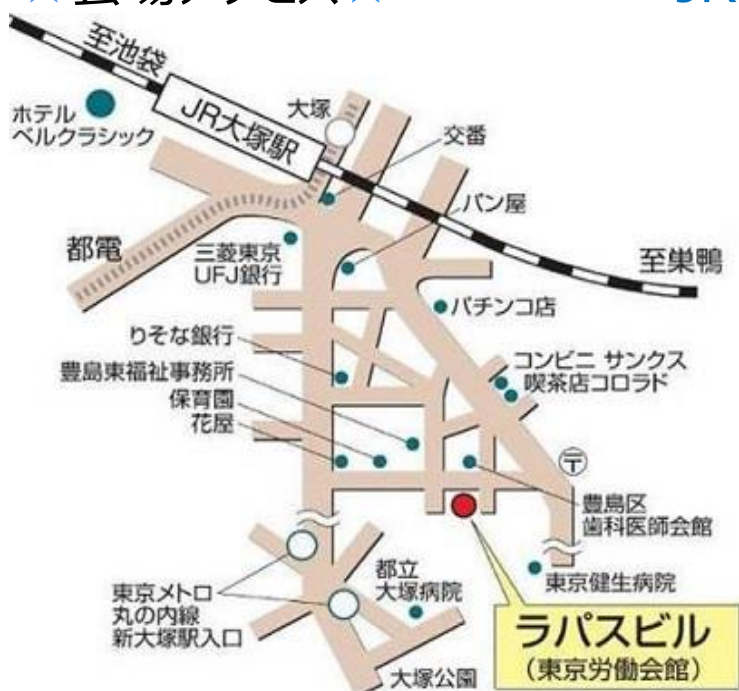 至池袋
JR大塚駅
大塚
ホテル
ベルクラシック
交番
パン屋
都電
三菱東京
UFJ銀行
至巣鴨
パチンコ店
りそな銀行
コンビニ サンクス
喫茶店コロラド
豊島東福祉事務所
保育園
花屋
〒
豊島区
歯科医師会館
東京メトロ
丸の内線
新大塚駅入口
都立
大塚病院
東京健生病院
ラパスビル
(東京労働会館)
大塚公園